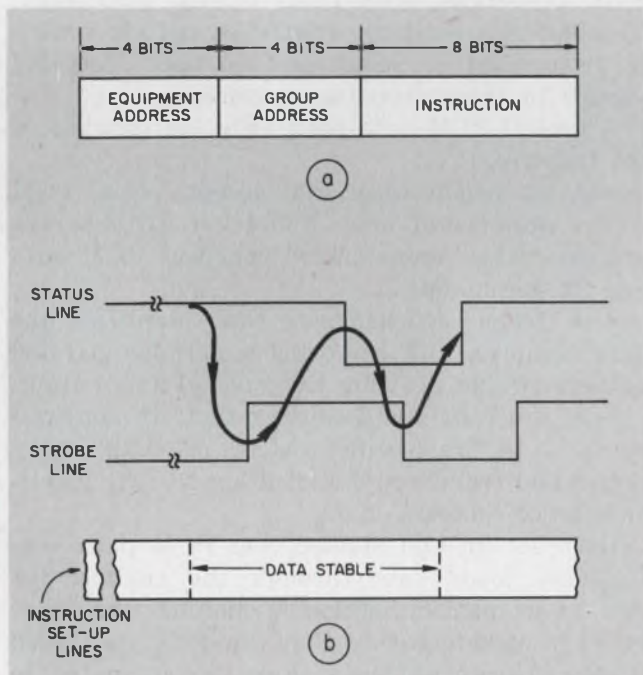 4 BITS 4 BITS 8 BITS
EQUIPMENT ADDRESS GROUP ADDRESS INSTRUCTION
a
STATUS LINE
STROBE LINE
DATA STABLE
INSTRUCTION SET-UP LINES
b